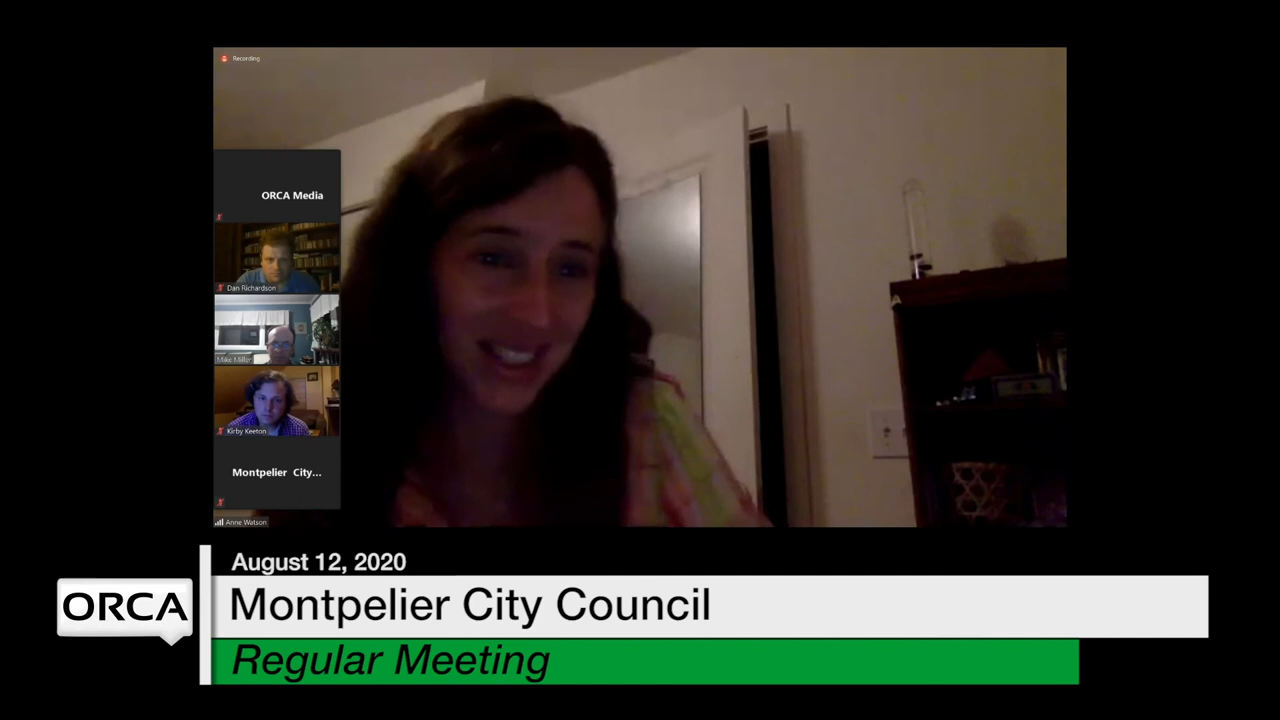 Recording
ORCA Media
Dan Richardson
Mike Miller
Kirby Keeton
Montpelier City...
Anne Watson
August 12, 2020
ORCA
Montpelier City Council
Regular Meeting